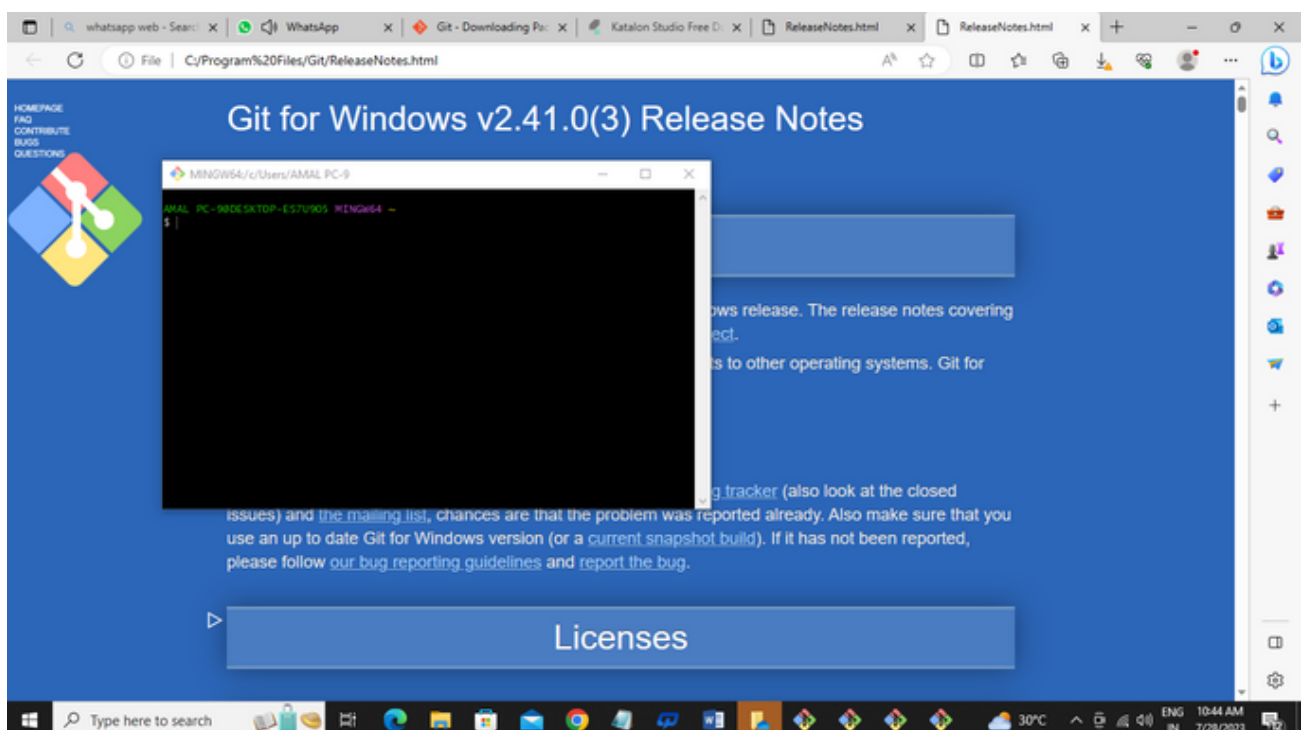 whatsapp web - Searc
WhatsApp
Git - Downloading Pac
Katalon Studio Free D
ReleaseNotes.html
ReleaseNotes.html
File
C:/Program%20Files/Git/ReleaseNotes.html
HOMEPAGE
FAQ
CONTRIBUTE
BUGS
QUESTIONS
Git for Windows v2.41.0(3) Release Notes
MINGW64:/c/Users/AMAL PC-9
AMAL PC-9@DESKTOP-ES7U9O5 MINGW64 ~
$
ows release. The release notes covering
ect.
ts to other operating systems. Git for
g tracker (also look at the closed
issues) and the mailing list, chances are that the problem was reported already. Also make sure that you
use an up to date Git for Windows version (or a current snapshot build). If it has not been reported,
please follow our bug reporting guidelines and report the bug.
Licenses
Type here to search
30°C
ENG
10:44 AM
IN
7/28/2023